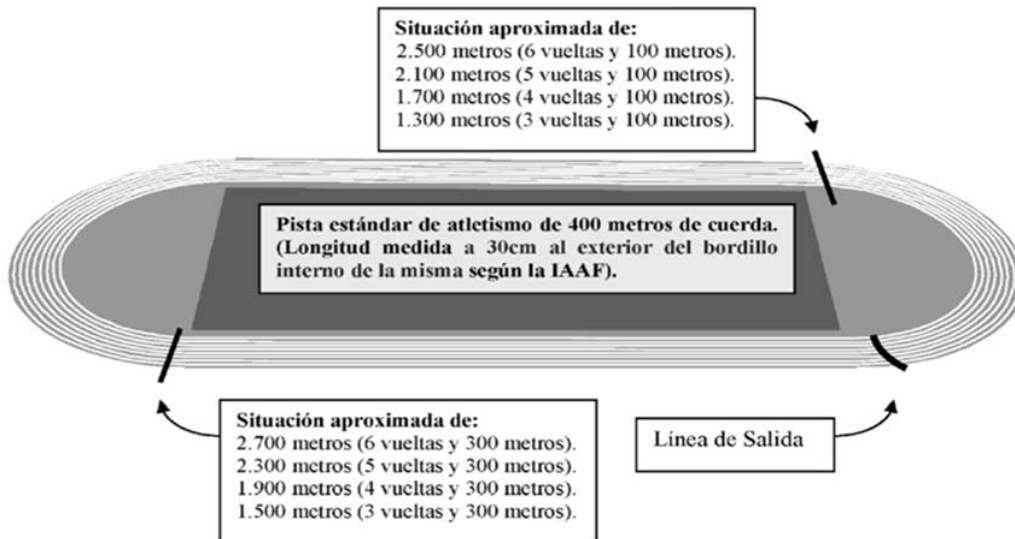 Situación aproximada de:
2.500 metros (6 vueltas y 100 metros).
2.100 metros (5 vueltas y 100 metros).
1.700 metros (4 vueltas y 100 metros).
1.300 metros (3 vueltas y 100 metros).
Pista estándar de atletismo de 400 metros de cuerda.
(Longitud medida a 30cm al exterior del bordillo
interno de la misma según la IAAF).
Situación aproximada de:
2.700 metros (6 vueltas y 300 metros).
2.300 metros (5 vueltas y 300 metros).
1.900 metros (4 vueltas y 300 metros).
1.500 metros (3 vueltas y 300 metros).
Línea de Salida